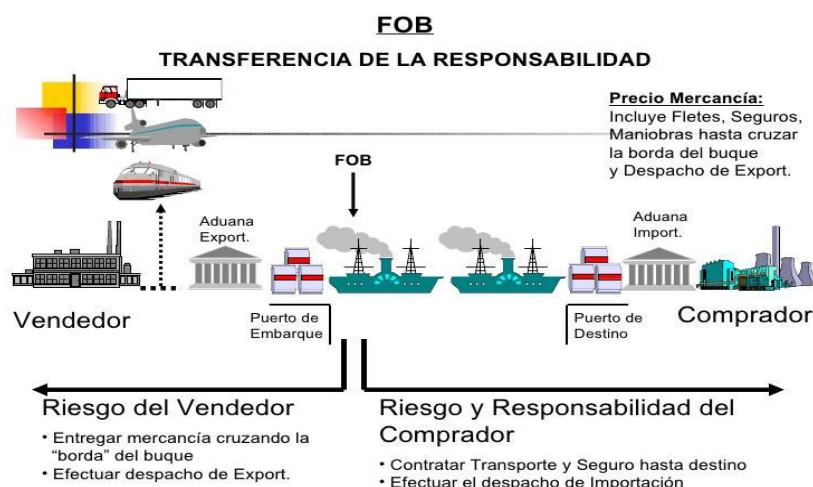 FOB
TRANSFERENCIA DE LA RESPONSABILIDAD
Precio Mercancía:
Incluye Fletes, Seguros,
Maniobras hasta cruzar
la borda del buque
y Despacho de Export.
FOB
Aduana
Export.
Aduana
Import.
Vendedor
Puerto de
Embarque
Puerto de
Destino
Comprador
Riesgo del Vendedor
• Entregar mercancía cruzando la
“borda” del buque
• Efectuar despacho de Export.
Riesgo y Responsabilidad del
Comprador
• Contratar Transporte y Seguro hasta destino
• Efectuar el despacho de Importación